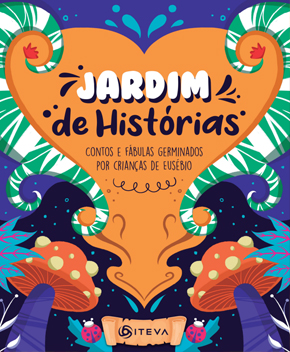 JARDIM
de Histórias
CONTOS E FÁBULAS GERMINADOS
POR CRIANÇAS DE EUSÉBIO
ITEVA